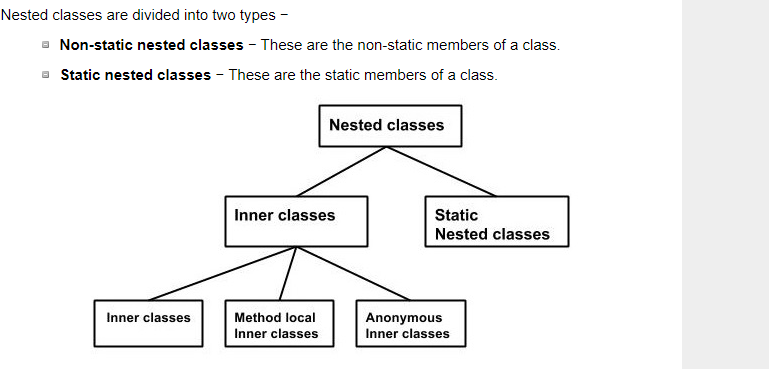 Nested classes are divided into two types −
Non-static nested classes − These are the non-static members of a class.
Static nested classes − These are the static members of a class.
Nested classes
Inner classes
Static
Nested classes
Inner classes
Method local
Inner classes
Anonymous
Inner classes